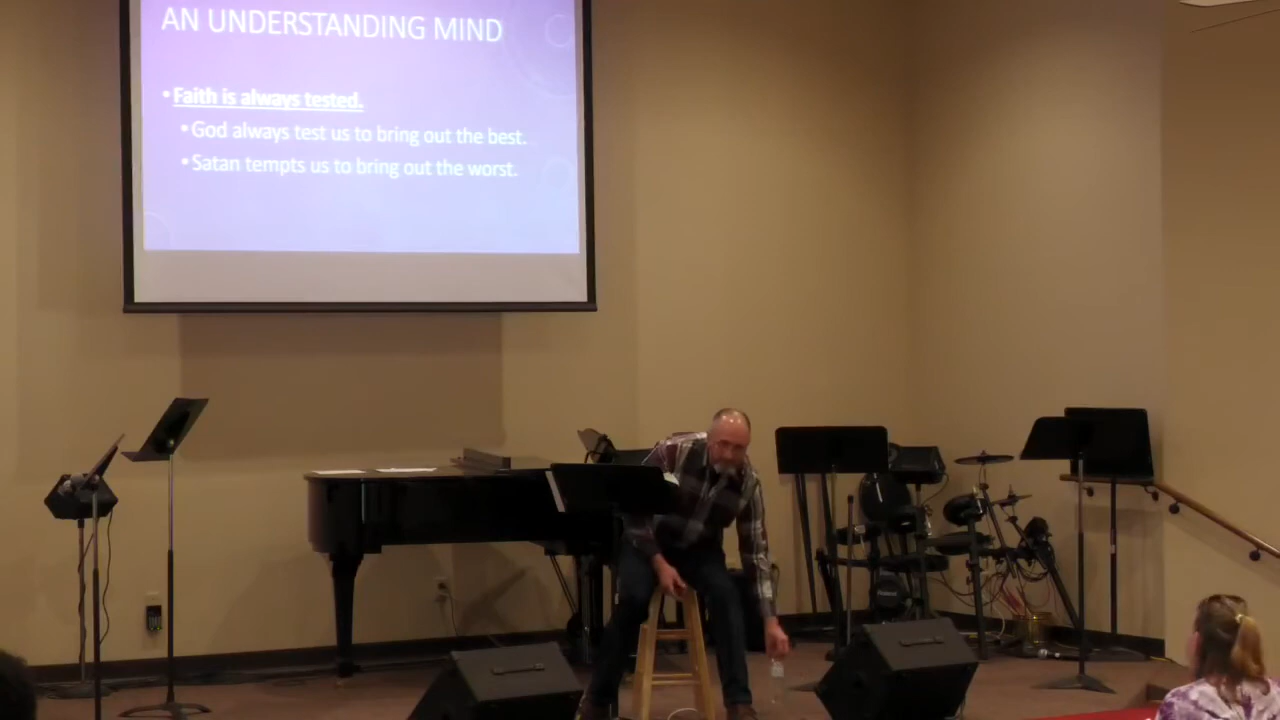 AN UNDERSTANDING MIND
• Faith is always tested.
• God always test us to bring out the best.
• Satan tempts us to bring out the worst.